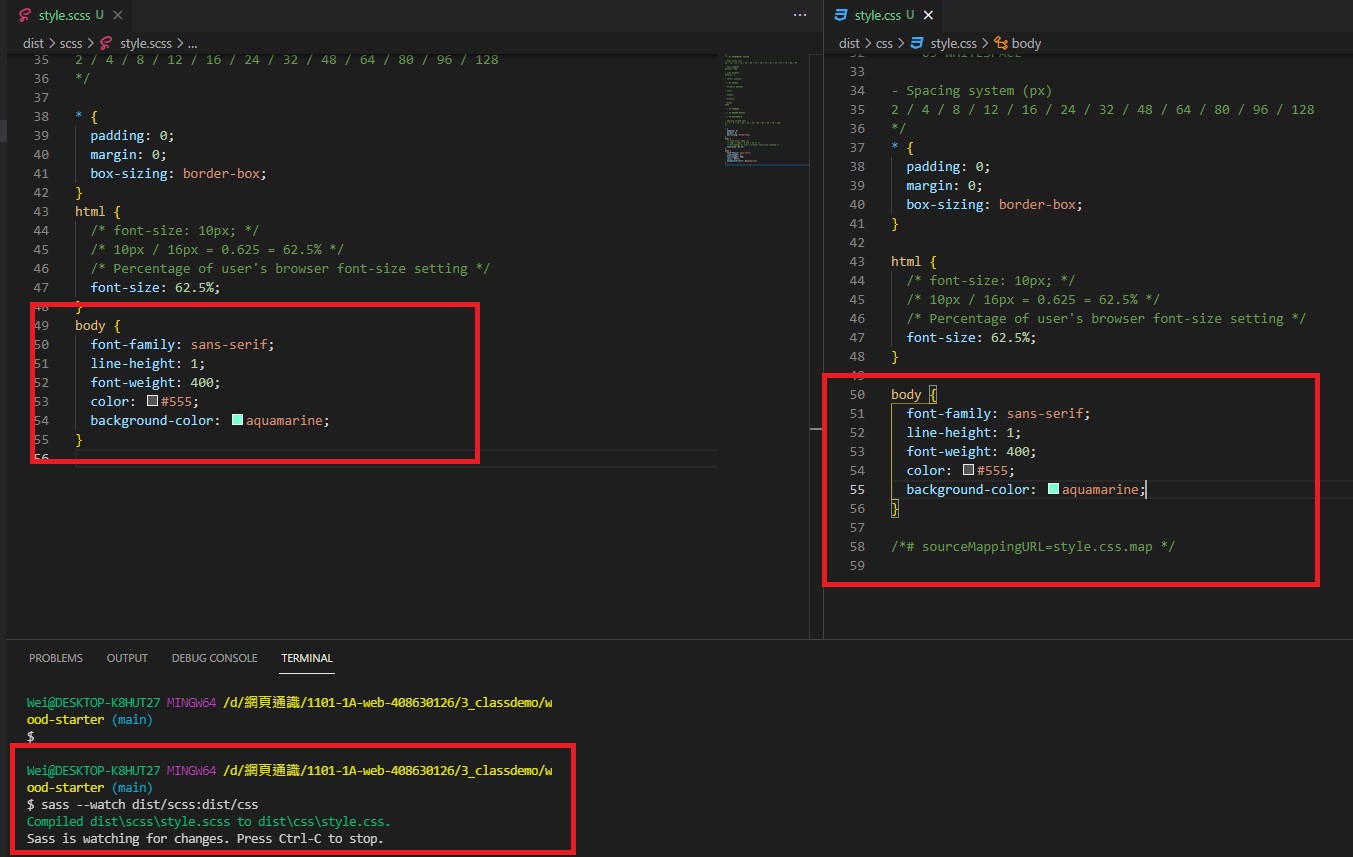 style.scss U
style.css U
dist > scss > style.scss > ...
dist > css > style.css > body
35 2 / 4 / 8 / 12 / 16 / 24 / 32 / 48 / 64 / 80 / 96 / 128
36 */
37
38 * {
39 padding: 0;
40 margin: 0;
41 box-sizing: border-box;
42 }
43 html {
44 /* font-size: 10px; */
45 /* 10px / 16px = 0.625 = 62.5% */
46 /* Percentage of user's browser font-size setting */
47 font-size: 62.5%;
48 }
49 body {
50 font-family: sans-serif;
51 line-height: 1;
52 font-weight: 400;
53 color: #555;
54 background-color: aquamarine;
55 }
56
33
34 - Spacing system (px)
35 2 / 4 / 8 / 12 / 16 / 24 / 32 / 48 / 64 / 80 / 96 / 128
36 */
37 * {
38 padding: 0;
39 margin: 0;
40 box-sizing: border-box;
41 }
42
43 html {
44 /* font-size: 10px; */
45 /* 10px / 16px = 0.625 = 62.5% */
46 /* Percentage of user's browser font-size setting */
47 font-size: 62.5%;
48 }
49
50 body {
51 font-family: sans-serif;
52 line-height: 1;
53 font-weight: 400;
54 color: #555;
55 background-color: aquamarine;
56 }
57
58 /*# sourceMappingURL=style.css.map */
59
PROBLEMS OUTPUT DEBUG CONSOLE TERMINAL
Wei@DESKTOP-K8HUT27 MINGW64 /d/網頁通識/1101-1A-web-408630126/3_classdemo/w
ood-starter (main)
$
Wei@DESKTOP-K8HUT27 MINGW64 /d/網頁通識/1101-1A-web-408630126/3_classdemo/w
ood-starter (main)
$ sass --watch dist/scss:dist/css
Compiled dist\scss\style.scss to dist\css\style.css.
Sass is watching for changes. Press Ctrl-C to stop.